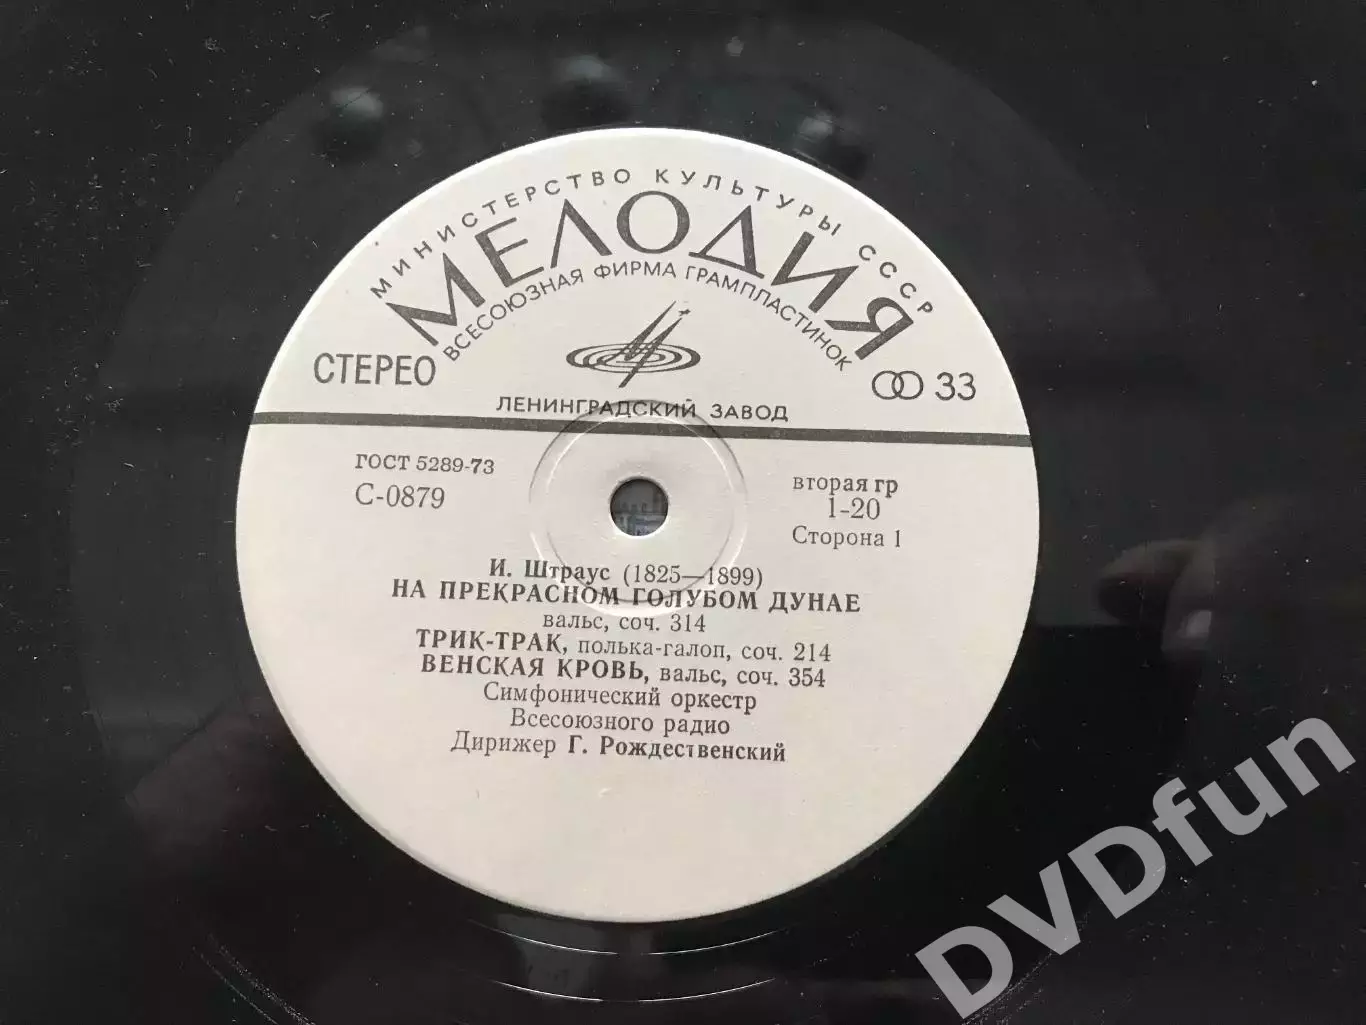 МИНИСТЕРСТВО КУЛЬТУРЫ СССР
МЕЛОДИЯ
ВСЕСОЮЗНАЯ ФИРМА ГРАМПЛАСТИНОК
СТЕРЕО
33
ЛЕНИНГРАДСКИЙ ЗАВОД
ГОСТ 5289-73
С-0879
вторая гр
1-20
Сторона 1
И. Штраус (1825—1899)
НА ПРЕКРАСНОМ ГОЛУБОМ ДУНАЕ
вальс, соч. 314
ТРИК-ТРАК, полька-галоп, соч. 214
ВЕНСКАЯ КРОВЬ, вальс, соч. 354
Симфонический оркестр
Всесоюзного радио
Дирижер Г. Рождественский
DVDfun